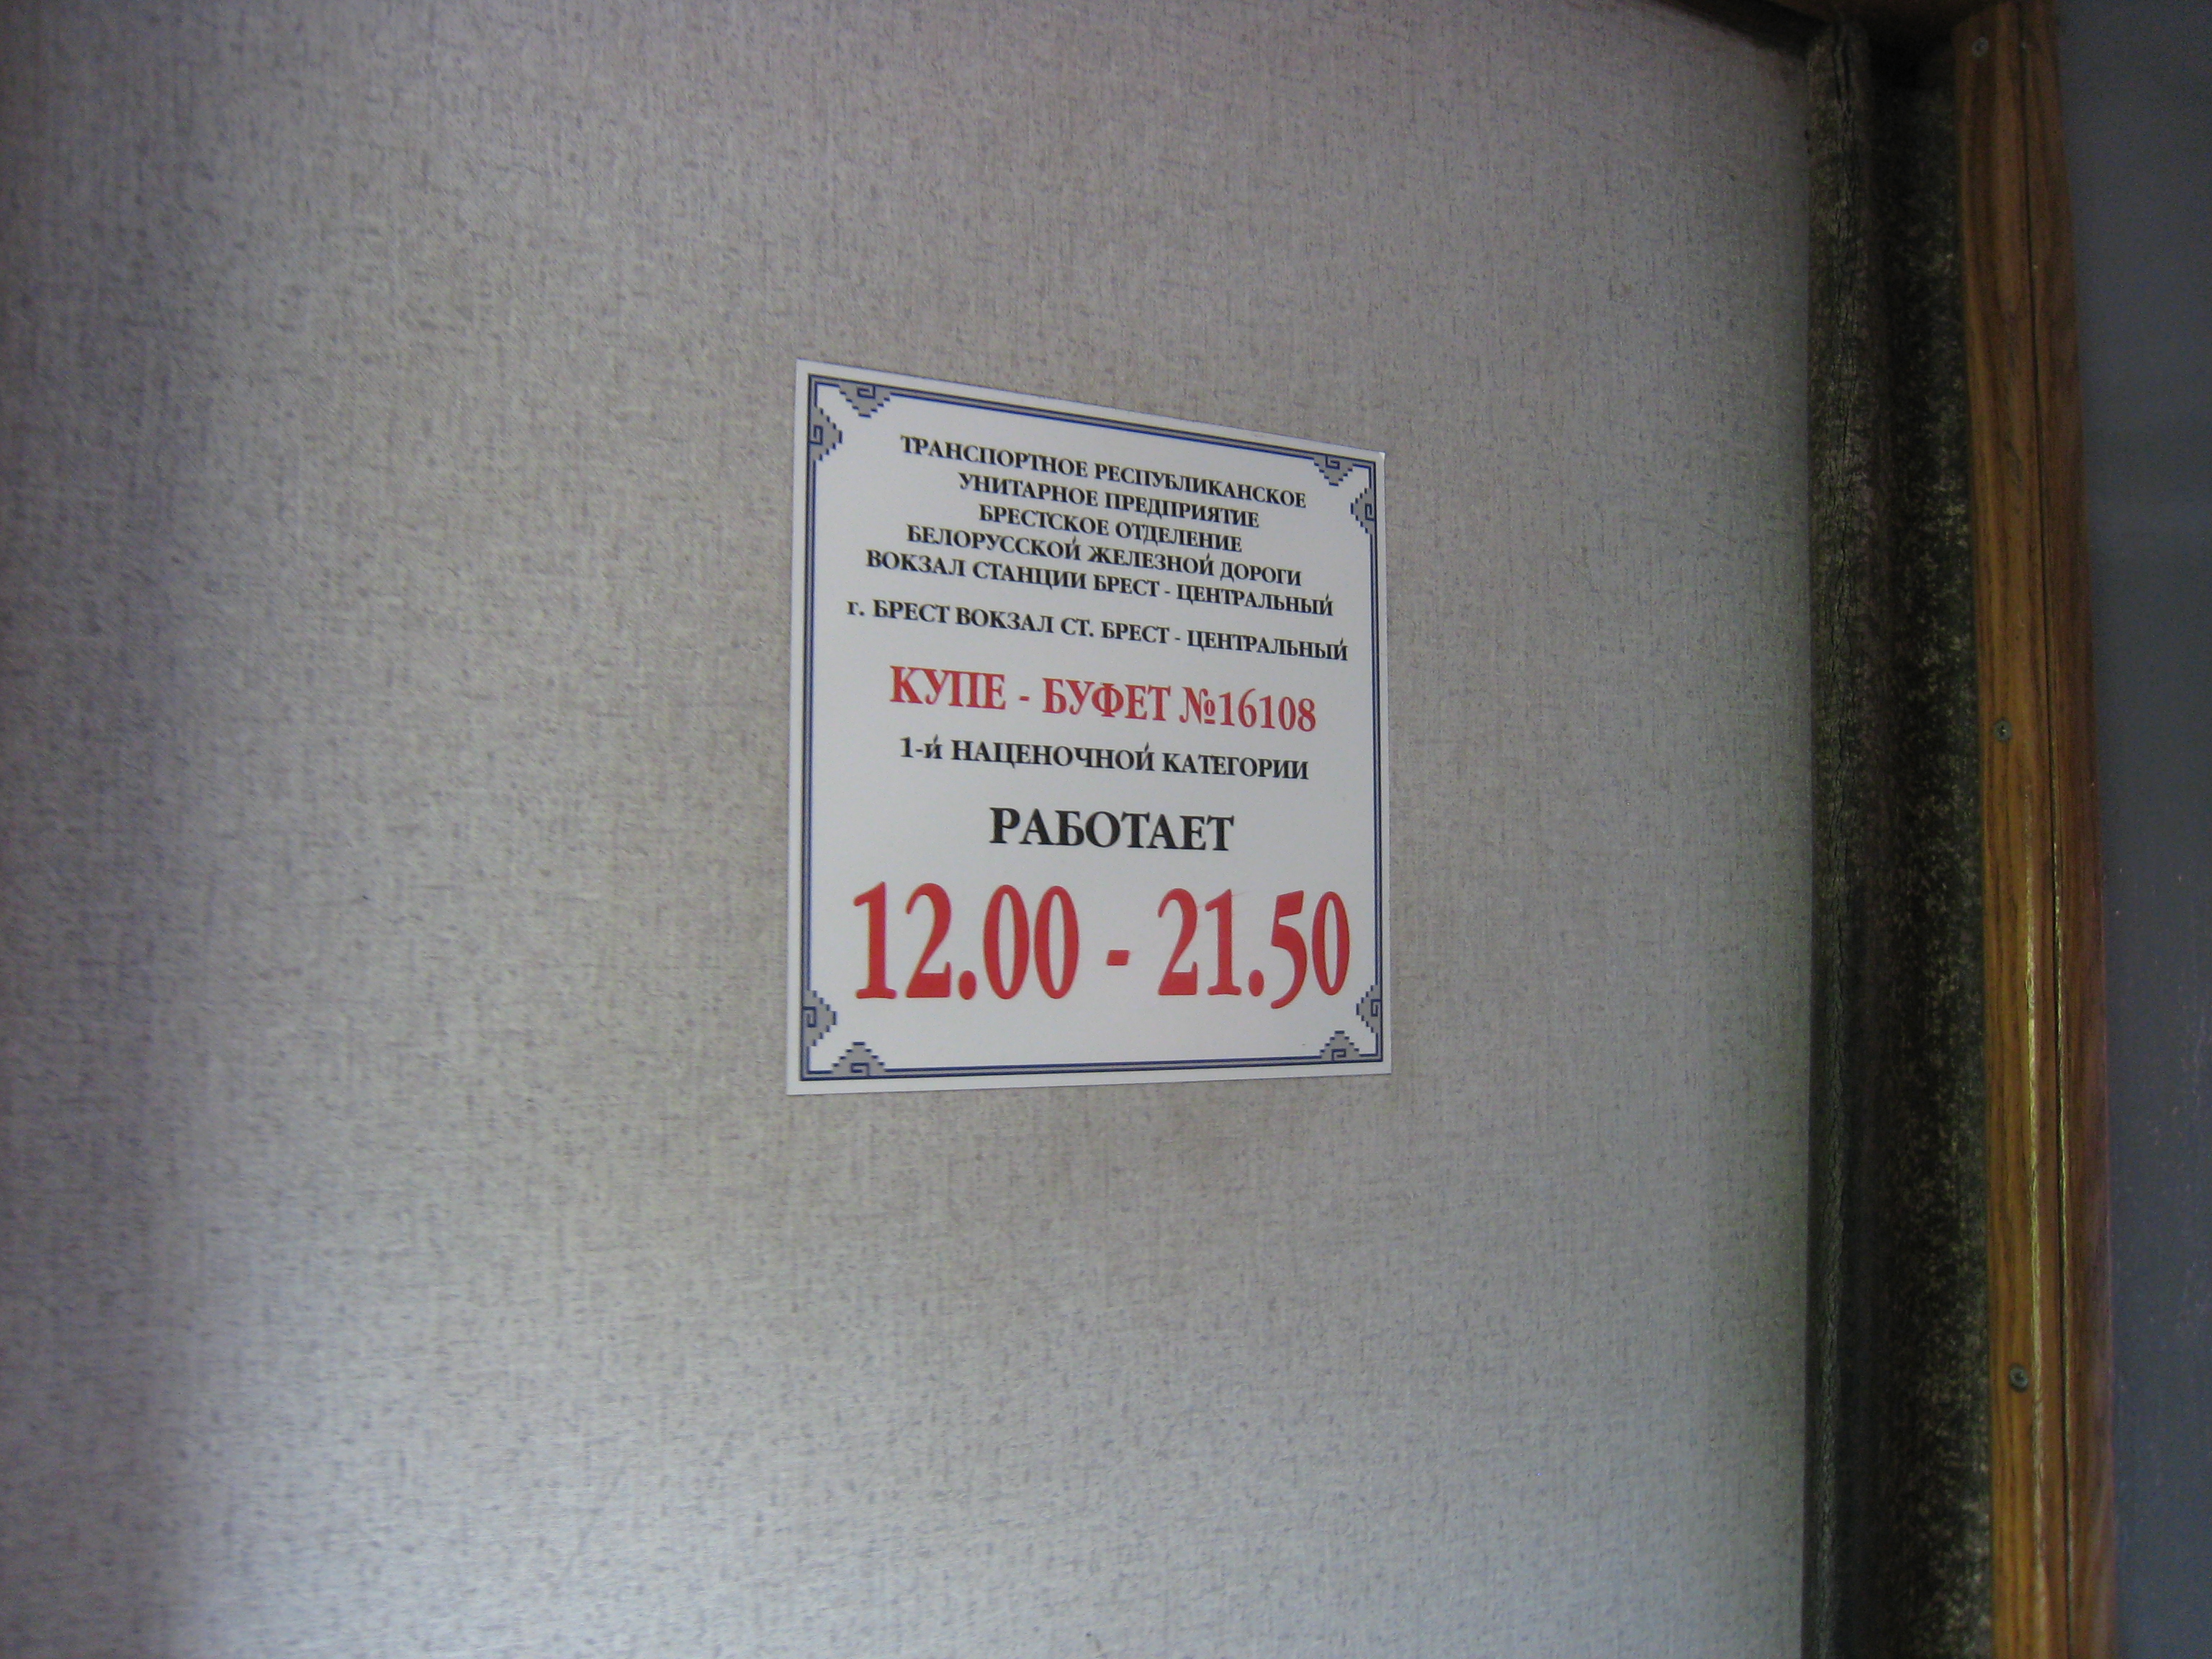 ТРАНСПОРТНОЕ РЕСПУБЛИКАНСКОЕ
УНИТАРНОЕ ПРЕДПРИЯТИЕ
БРЕСТСКОЕ ОТДЕЛЕНИЕ
БЕЛОРУССКОЙ ЖЕЛЕЗНОЙ ДОРОГИ
ВОКЗАЛ СТАНЦИИ БРЕСТ - ЦЕНТРАЛЬНЫЙ
г. БРЕСТ ВОКЗАЛ СТ. БРЕСТ - ЦЕНТРАЛЬНЫЙ
КУПЕ - БУФЕТ №16108
1-й НАЦЕНОЧНОЙ КАТЕГОРИИ
РАБОТАЕТ
12.00 - 21.50